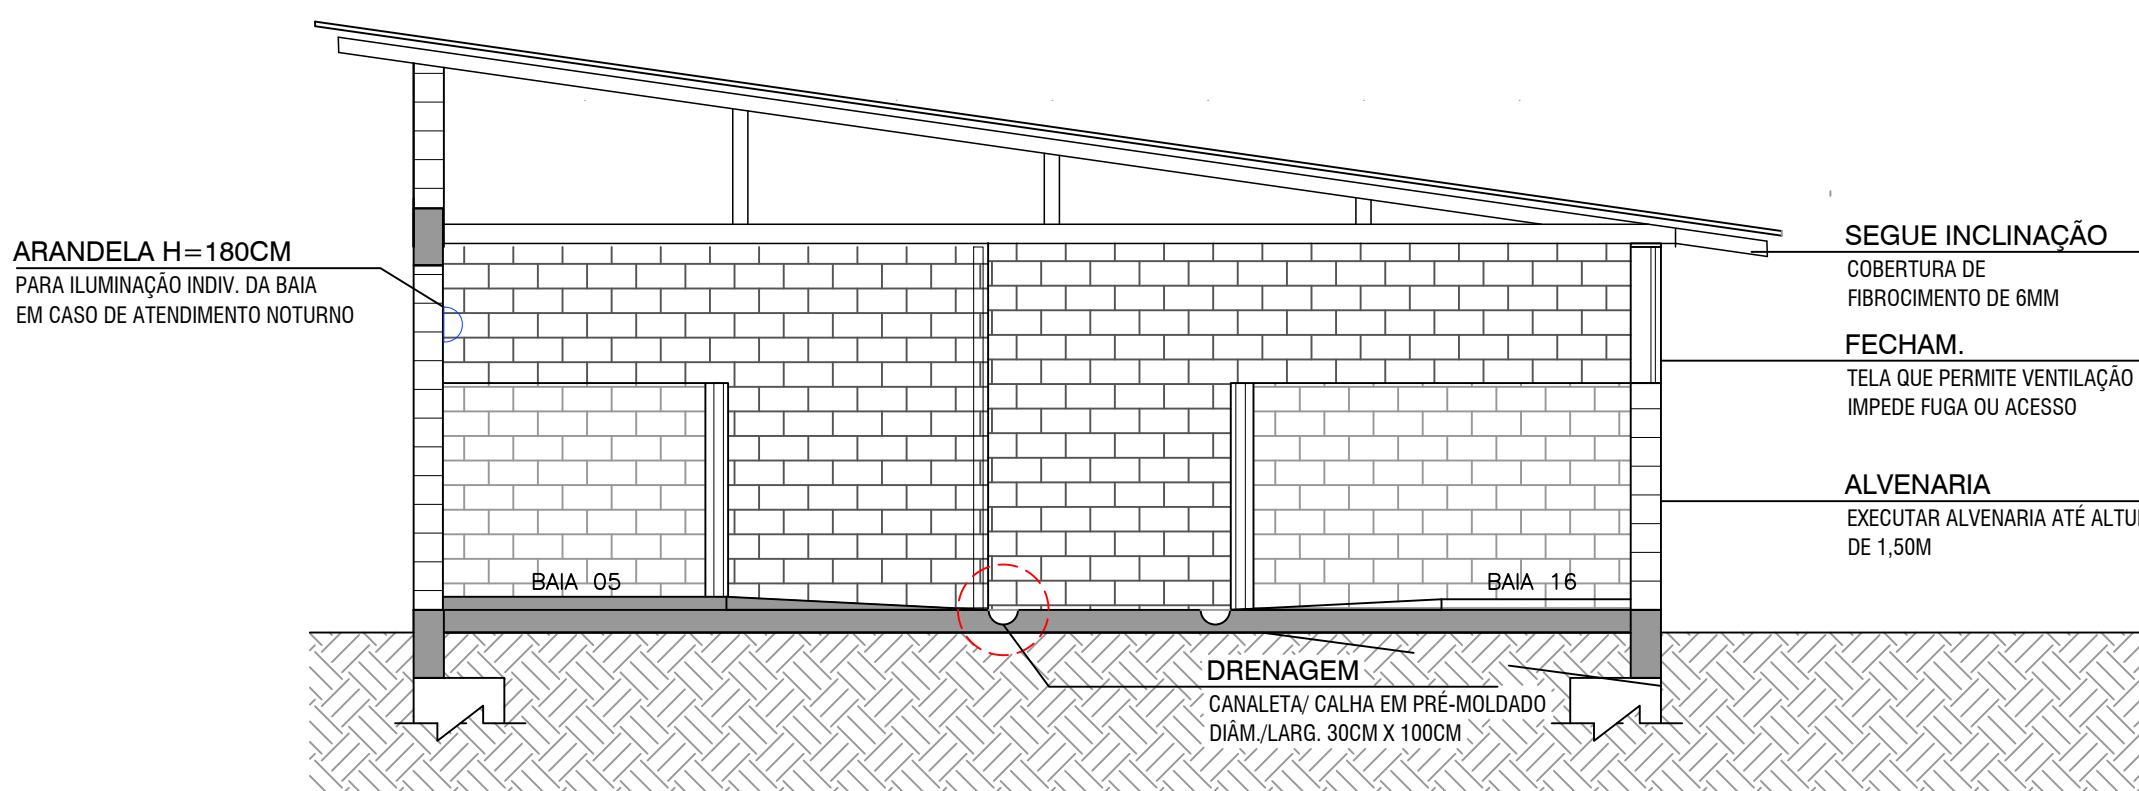 ARANDELA H=180CM
PARA ILUMINAÇÃO INDIV. DA BAIA
EM CASO DE ATENDIMENTO NOTURNO
SEGUE INCLINAÇÃO
COBERTURA DE
FIBROCIMENTO DE 6MM
FECHAM.
TELA QUE PERMITE VENTILAÇÃO
IMPEDE FUGA OU ACESSO
ALVENARIA
EXECUTAR ALVENARIA ATÉ
DE 1,50M
BAIA 05
BAIA 16
DRENAGEM
CANALETA/ CALHA EM PRÉ-MOLDADO
DIÂM./LARG. 30CM X 100CM